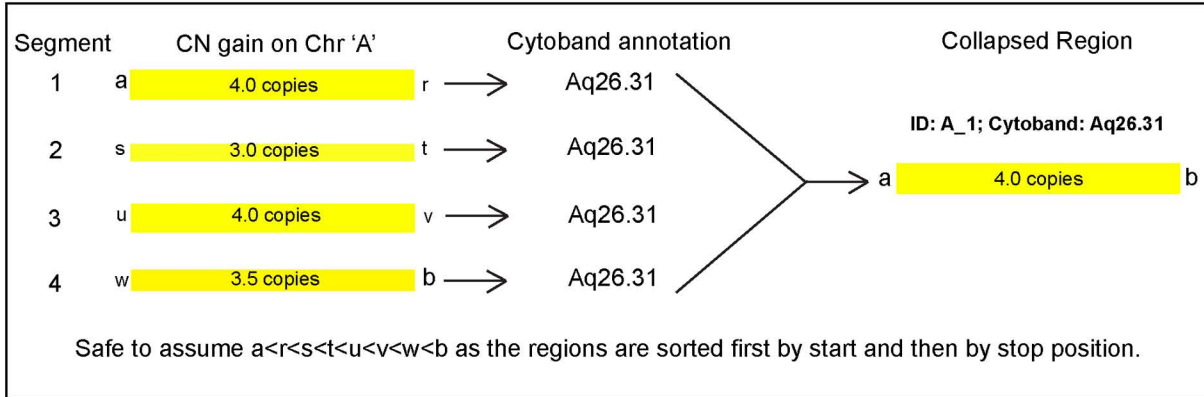 Segment CN gain on Chr ‘A’ Cytoband annotation Collapsed Region
1 a 4.0 copies r Aq26.31
ID: A_1; Cytoband: Aq26.31
2 s 3.0 copies t Aq26.31
a 4.0 copies b
3 u 4.0 copies v Aq26.31
4 w 3.5 copies b Aq26.31
Safe to assume a<r<s<t<u<v<w<b as the regions are sorted first by start and then by stop position.